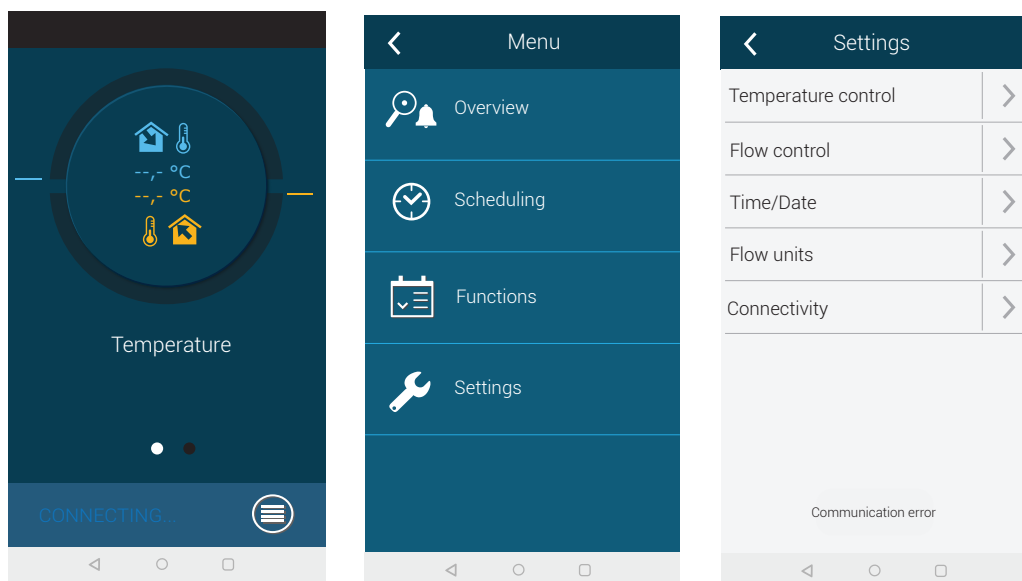 --,- °C
--,- °C
Temperature
CONNECTING...
Menu
Overview
Scheduling
Functions
Settings
Settings
Temperature control
Flow control
Time/Date
Flow units
Connectivity
Communication error